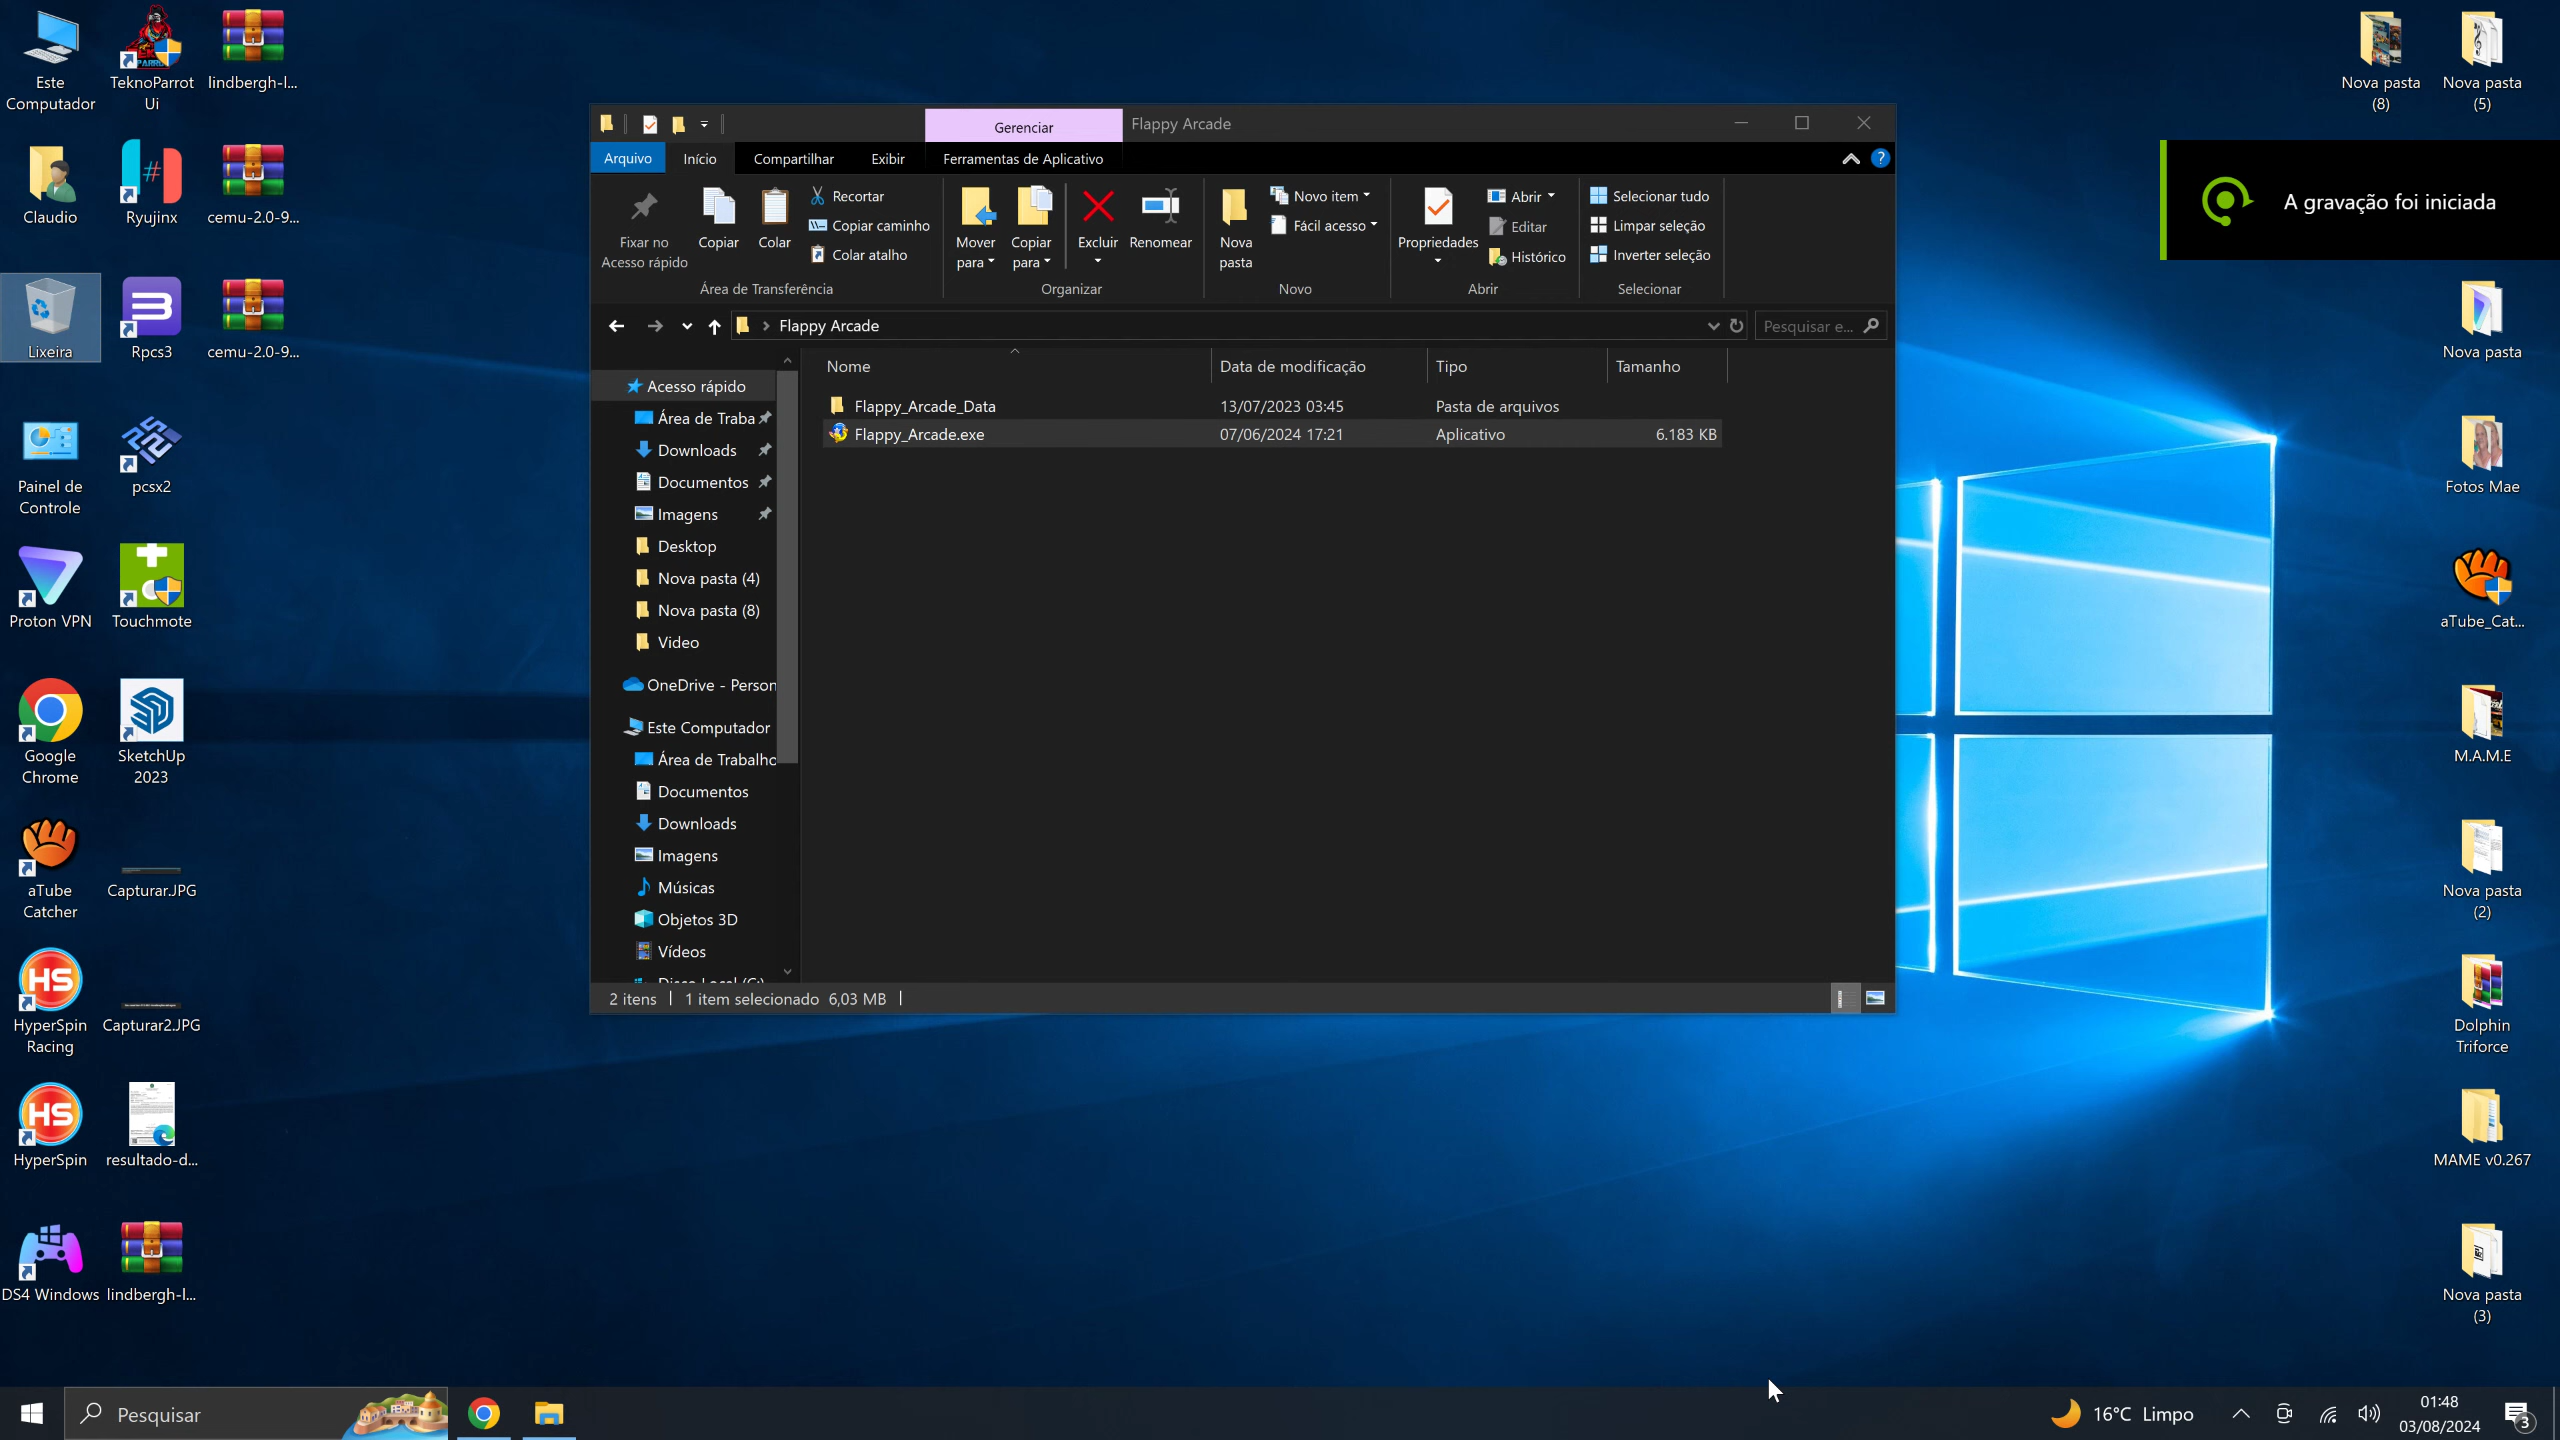 Este
Computador
TeknoParrot
Ui
lindbergh-l...
Claudio
Ryujinx
cemu-2.0-9...
Lixeira
Rpcs3
cemu-2.0-9...
Painel de
Controle
pcsx2
Proton VPN
Touchmote
Google
Chrome
SketchUp
2023
aTube
Catcher
Capturar.JPG
HyperSpin
Racing
Capturar2.JPG
HyperSpin
resultado-d...
DS4 Windows
lindbergh-l...
Gerenciar
Flappy Arcade
Arquivo
Início
Compartilhar
Exibir
Ferramentas de Aplicativo
Fixar no
Acesso rápido
Copiar
Colar
Recortar
Copiar caminho
Colar atalho
Área de Transferência
Mover
para
Copiar
para
Excluir
Renomear
Organizar
Nova
pasta
Novo item
Fácil acesso
Novo
Propriedades
Abrir
Editar
Histórico
Abrir
Selecionar tudo
Limpar seleção
Inverter seleção
Selecionar
Flappy Arcade
Pesquisar e...
Acesso rápido
Área de Traba
Downloads
Documentos
Imagens
Desktop
Nova pasta (4)
Nova pasta (8)
Video
OneDrive - Person
Este Computador
Área de Trabalho
Documentos
Downloads
Imagens
Músicas
Objetos 3D
Vídeos
Nome Data de modificação Tipo Tamanho
Flappy_Arcade_Data 13/07/2023 03:45 Pasta de arquivos
Flappy_Arcade.exe 07/06/2024 17:21 Aplicativo 6.183 KB
2 itens 1 item selecionado 6,03 MB
Nova pasta
(8)
Nova pasta
(5)
A gravação foi iniciada
Nova pasta
Fotos Mae
aTube_Cat...
M.A.M.E
Nova pasta
(2)
Dolphin
Triforce
MAME v0.267
Nova pasta
(3)
Pesquisar
16°C Limpo
01:48
03/08/2024
3